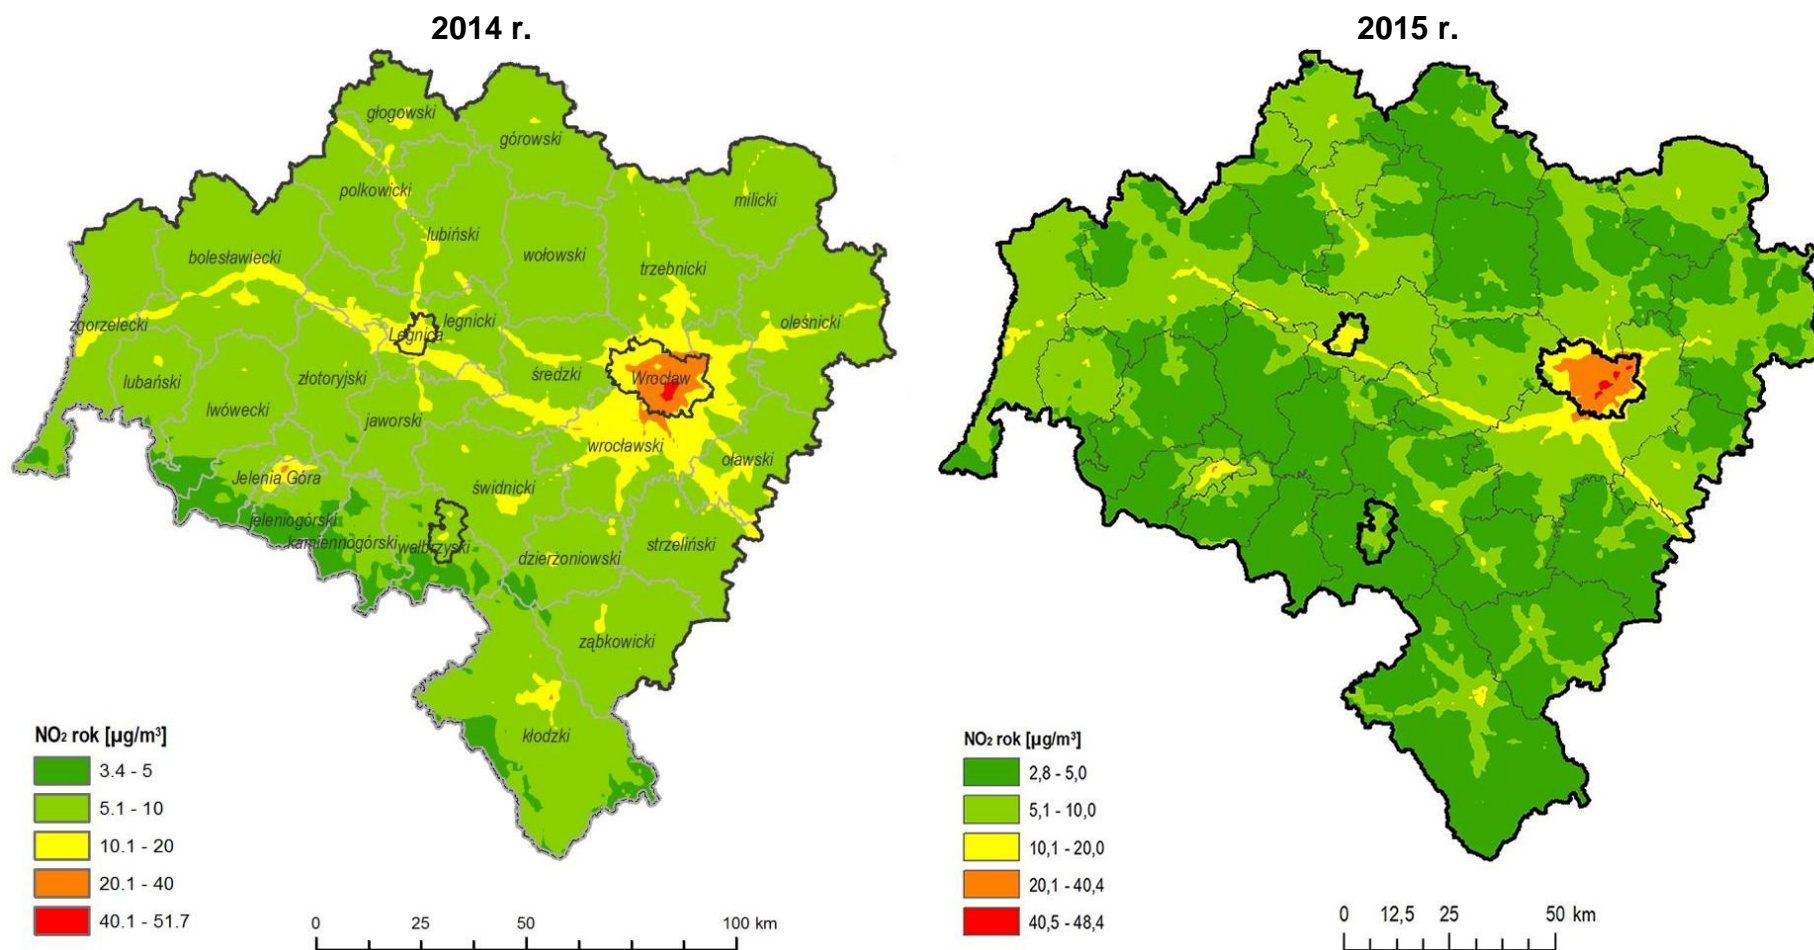 2014 r.
2015 r.
głogowski
górowski
polkowicki
milicki
lubiński
bolesławiecki
wołowski
trzebnicki
zgorzelecki
legnicki
Legnica
oleśnicki
lubański
złotoryjski
średzki
Wrocław
lwówecki
jaworski
wrocławski
oławski
Jelenia Góra
świdnicki
jeleniogórski
kamiennogórski
wałbrzyski
dzierżoniowski
strzeliński
ząbkowicki
kłodzki
NO₂ rok [µg/m³]
3.4 - 5
5.1 - 10
10.1 - 20
20.1 - 40
40.1 - 51.7
0 25 50 100 km
NO₂ rok [µg/m³]
2,8 - 5,0
5,1 - 10,0
10,1 - 20,0
20,1 - 40,4
40,5 - 48,4
0 12,5 25 50 km